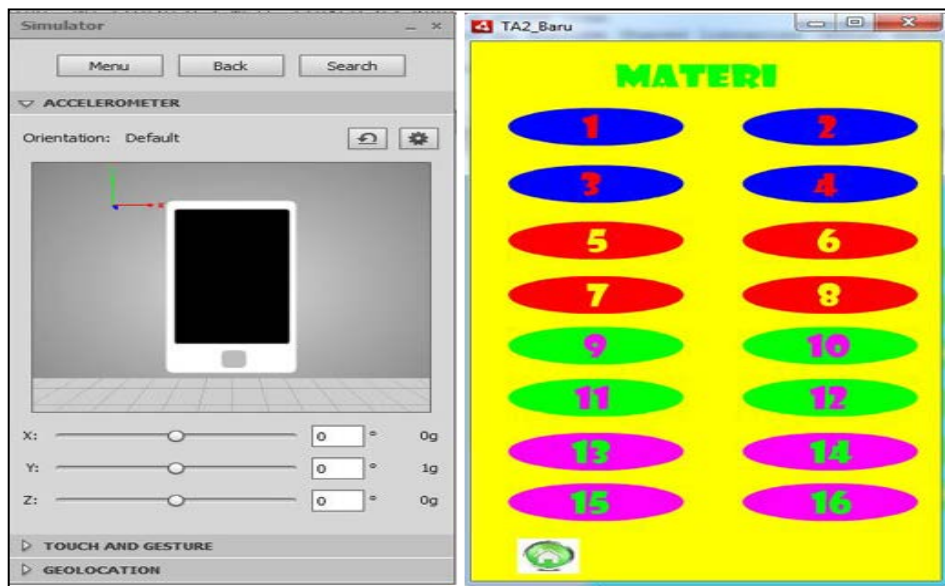 Simulator
Menu Back Search
ACCELEROMETER
Orientation: Default
X: 0 ° 0g
Y: 0 ° 1g
Z: 0 ° 0g
TOUCH AND GESTURE
GEOLOCATION
TA2_Baru
MATERI
1 2
3 4
5 6
7 8
9 10
11 12
13 14
15 16